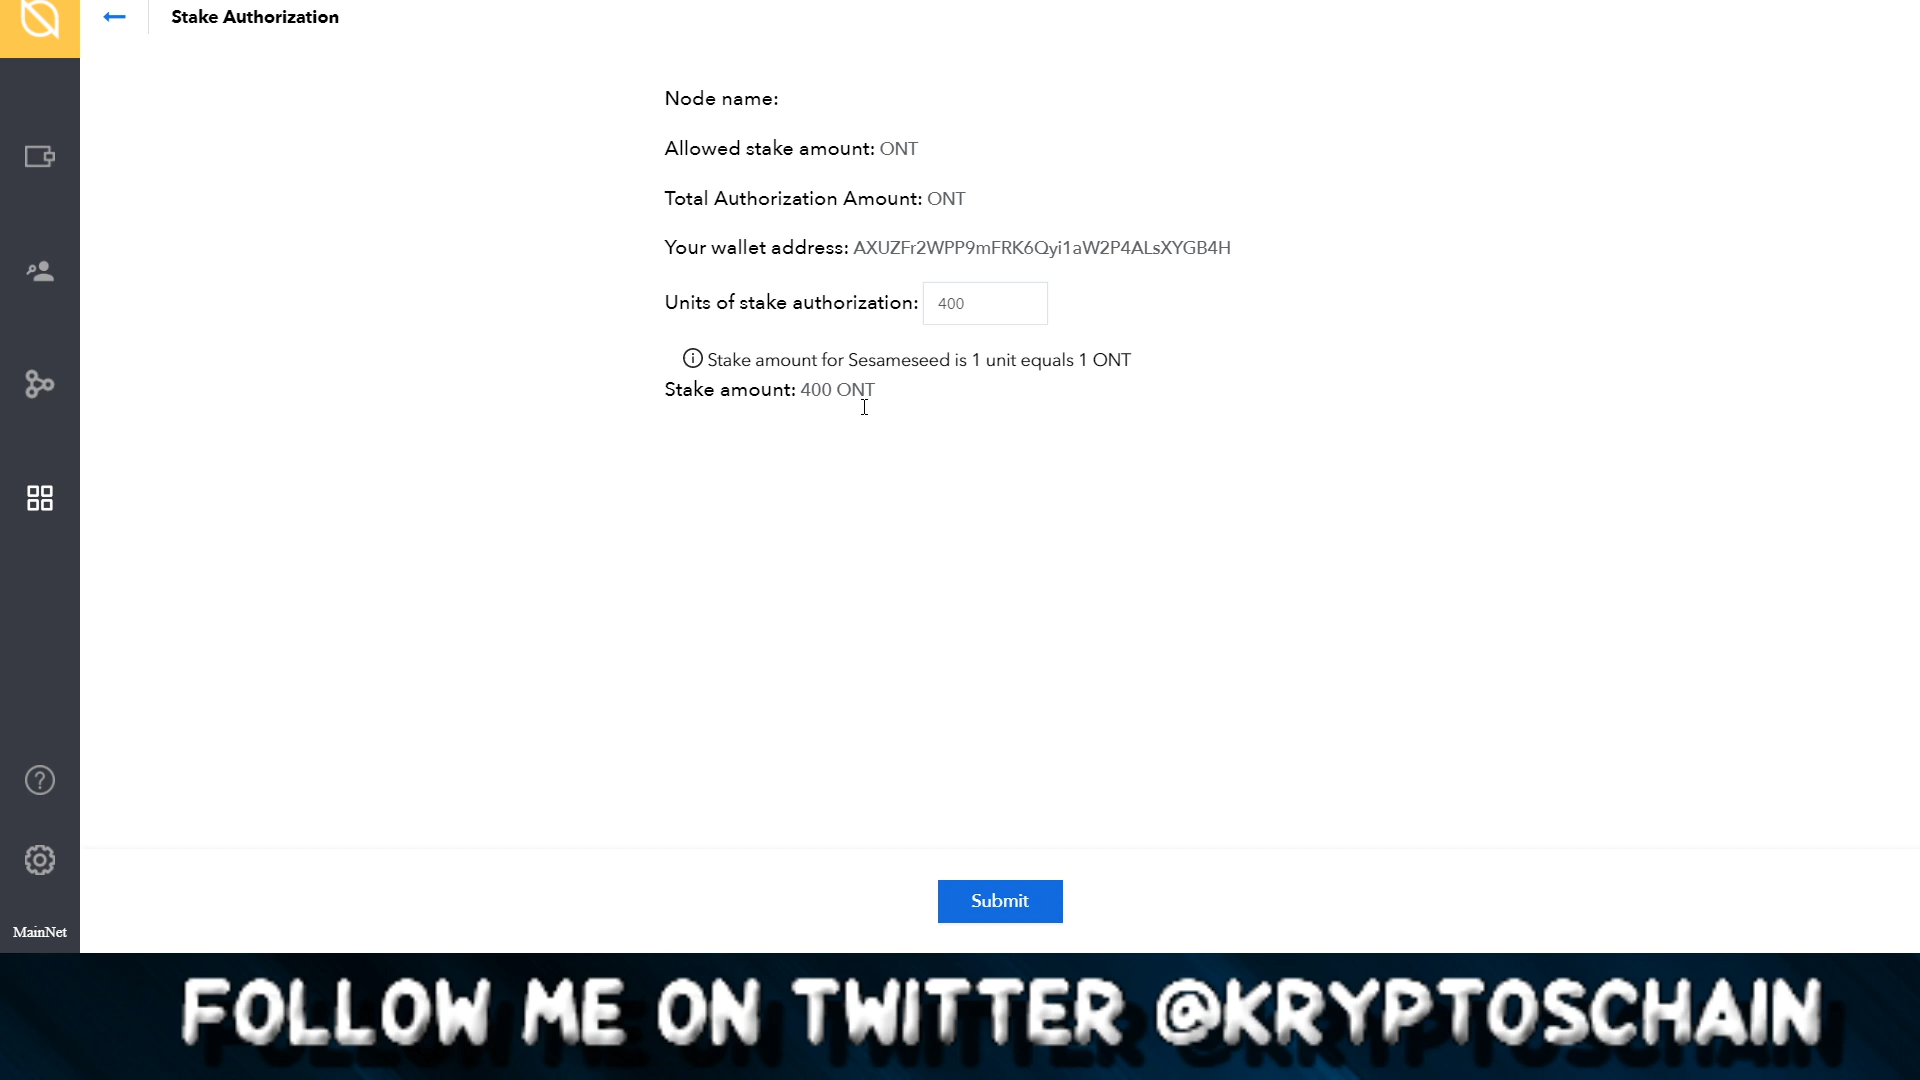 Stake Authorization
Node name:
Allowed stake amount: ONT
Total Authorization Amount: ONT
Your wallet address: AXUZFr2WPP9mFRK6Qyi1aW2P4ALsXYGB4H
Units of stake authorization: 400
Stake amount for Sesameseed is 1 unit equals 1 ONT
Stake amount: 400 ONT
Submit
MainNet
FOLLOW ME ON TWITTER @KRYPTOSCHAIN